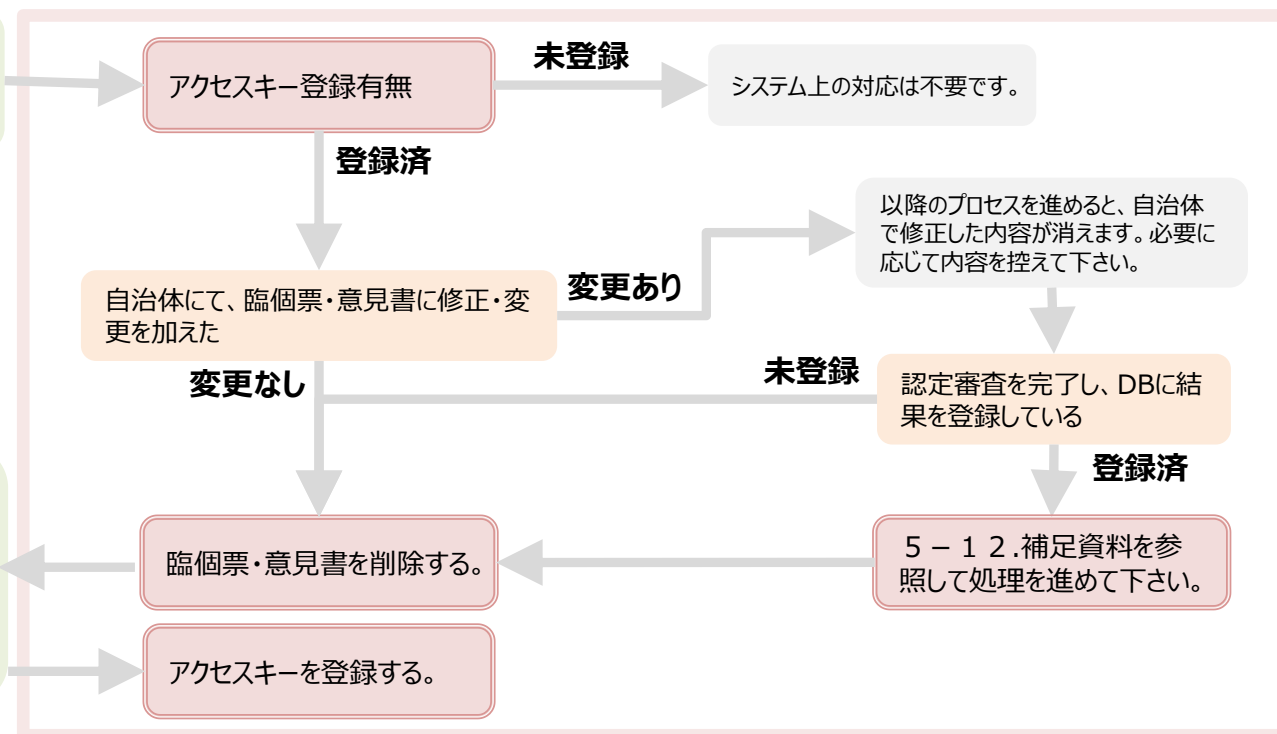 アクセスキー登録有無
未登録
システム上の対応は不要です。
登録済
以降のプロセスを進めると、自治体
で修正した内容が消えます。必要に
応じて内容を控えて下さい。
自治体にて、臨個票・意見書に修正・変
更を加えた
変更あり
変更なし
未登録
認定審査を完了し、DBに結
果を登録している
登録済
臨個票・意見書を削除する。
５－１２.補足資料を参
照して処理を進めて下さい。
アクセスキーを登録する。